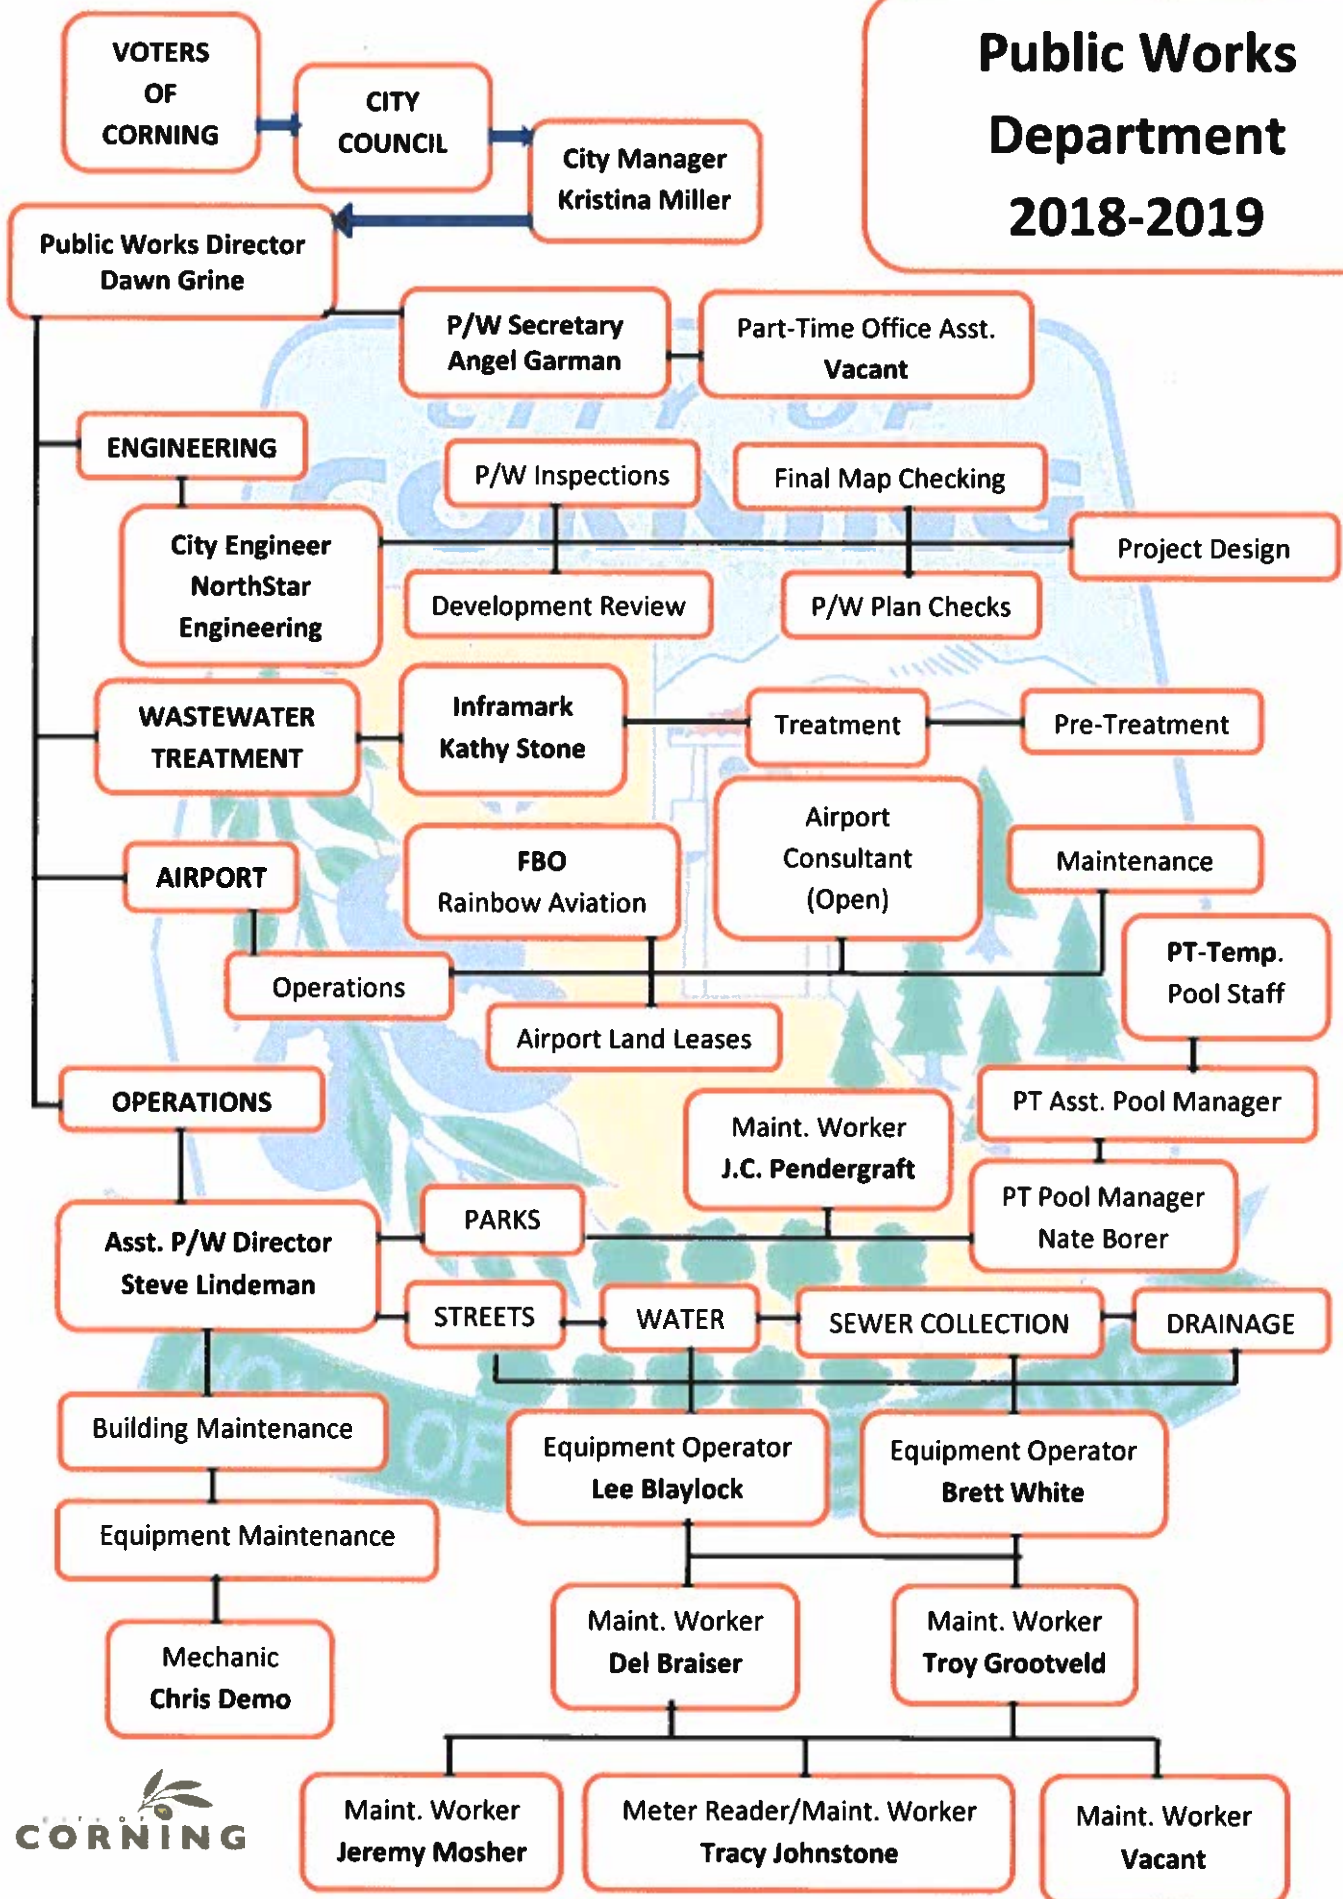 Public Works
Department
2018-2019
VOTERS
OF
CORNING
CITY
COUNCIL
City Manager
Kristina Miller
Public Works Director
Dawn Grine
P/W Secretary
Angel Garman
Part-Time Office Asst.
Vacant
CITY OF
CORNING
ENGINEERING
P/W Inspections
Final Map Checking
City Engineer
NorthStar
Engineering
Project Design
Development Review
P/W Plan Checks
WASTEWATER
TREATMENT
Inframark
Kathy Stone
Treatment
Pre-Treatment
Airport
Consultant
(Open)
AIRPORT
FBO
Rainbow Aviation
Maintenance
Operations
Airport Land Leases
PT-Temp.
Pool Staff
OPERATIONS
PT Asst. Pool Manager
Maint. Worker
J.C. Pendergraft
PT Pool Manager
Nate Borer
Asst. P/W Director
Steve Lindeman
PARKS
STREETS
WATER
SEWER COLLECTION
DRAINAGE
OF
Building Maintenance
Equipment Operator
Lee Blaylock
Equipment Operator
Brett White
Equipment Maintenance
Maint. Worker
Del Braiser
Maint. Worker
Troy Grootveld
Mechanic
Chris Demo
CITY OF
CORNING
Maint. Worker
Jeremy Mosher
Meter Reader/Maint. Worker
Tracy Johnstone
Maint. Worker
Vacant